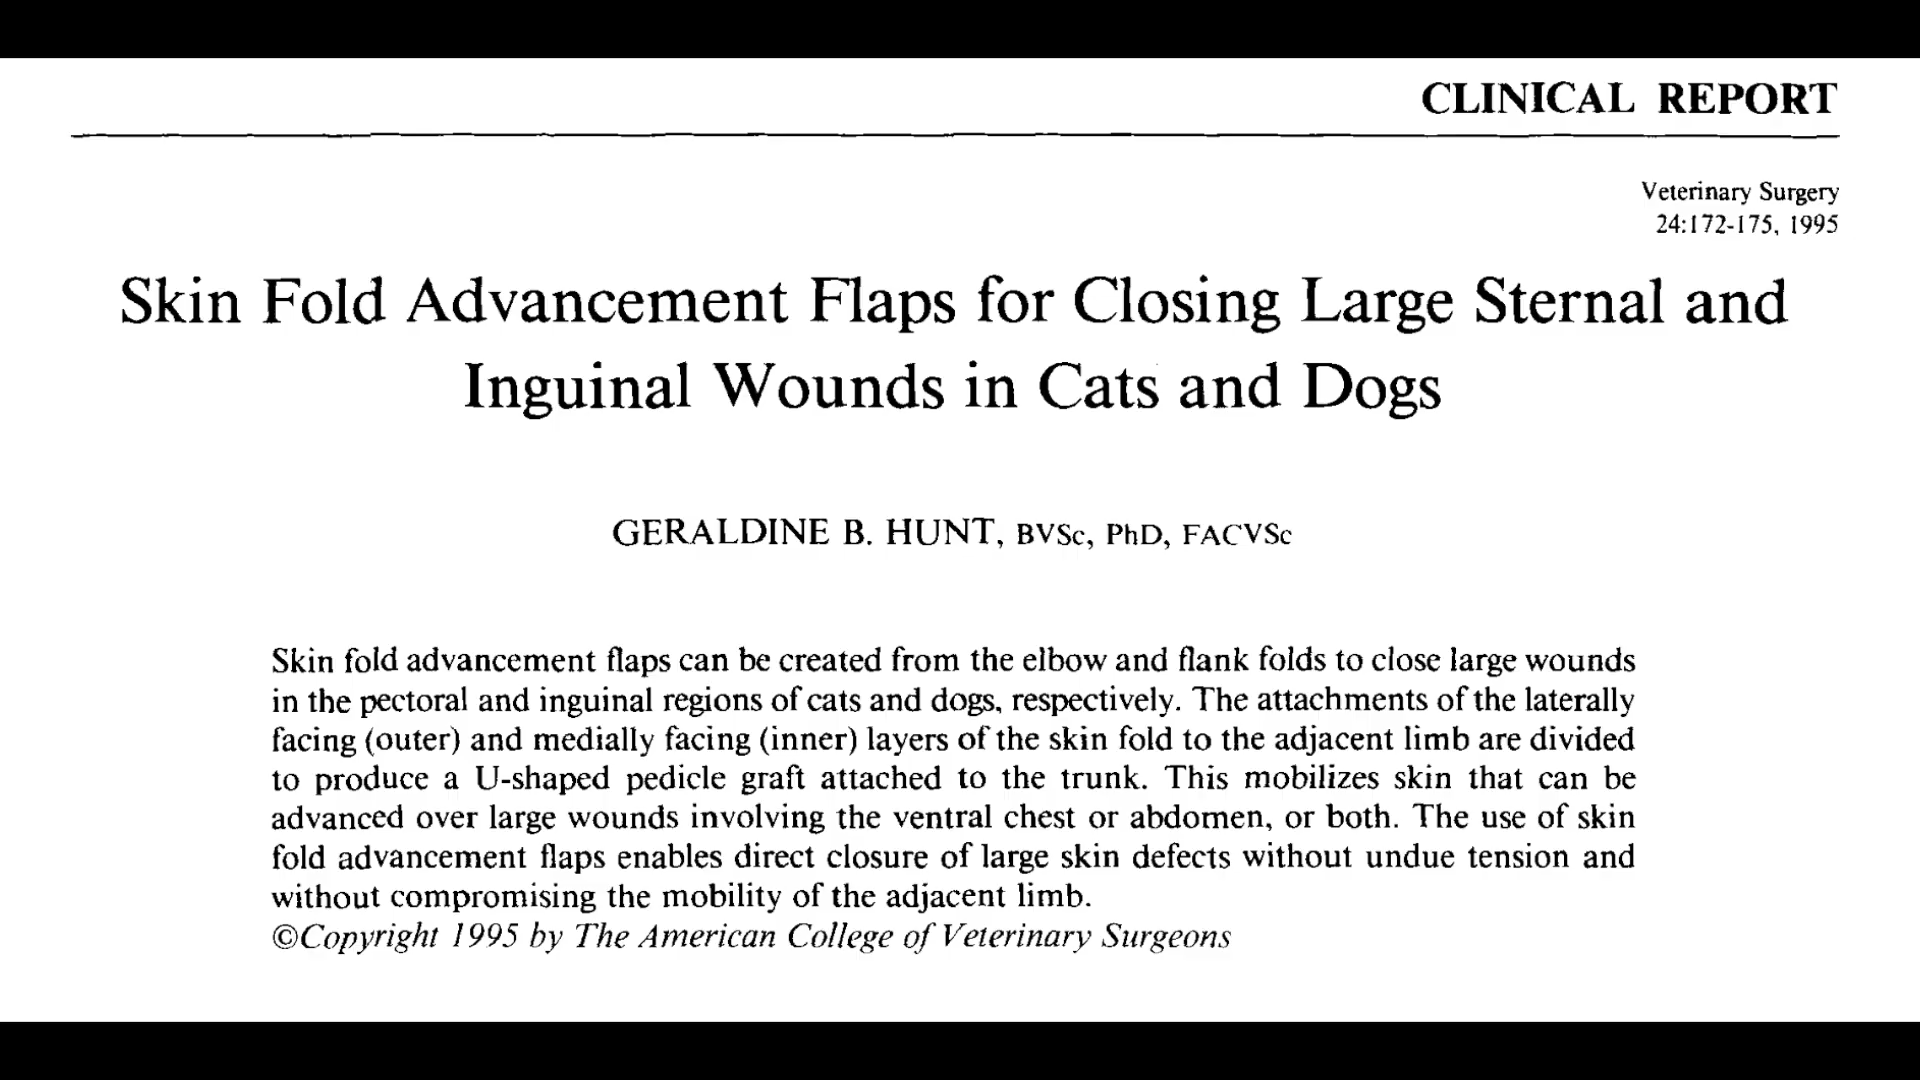 CLINICAL REPORT
Veterinary Surgery
24:172-175, 1995
Skin Fold Advancement Flaps for Closing Large Sternal and
Inguinal Wounds in Cats and Dogs
GERALDINE B. HUNT, BVSc, PhD, FACVSc
Skin fold advancement flaps can be created from the elbow and flank folds to close large wounds
in the pectoral and inguinal regions of cats and dogs, respectively. The attachments of the laterally
facing (outer) and medially facing (inner) layers of the skin fold to the adjacent limb are divided
to produce a U-shaped pedicle graft attached to the trunk. This mobilizes skin that can be
advanced over large wounds involving the ventral chest or abdomen, or both. The use of skin
fold advancement flaps enables direct closure of large skin defects without undue tension and
without compromising the mobility of the adjacent limb.
©Copyright 1995 by The American College of Veterinary Surgeons